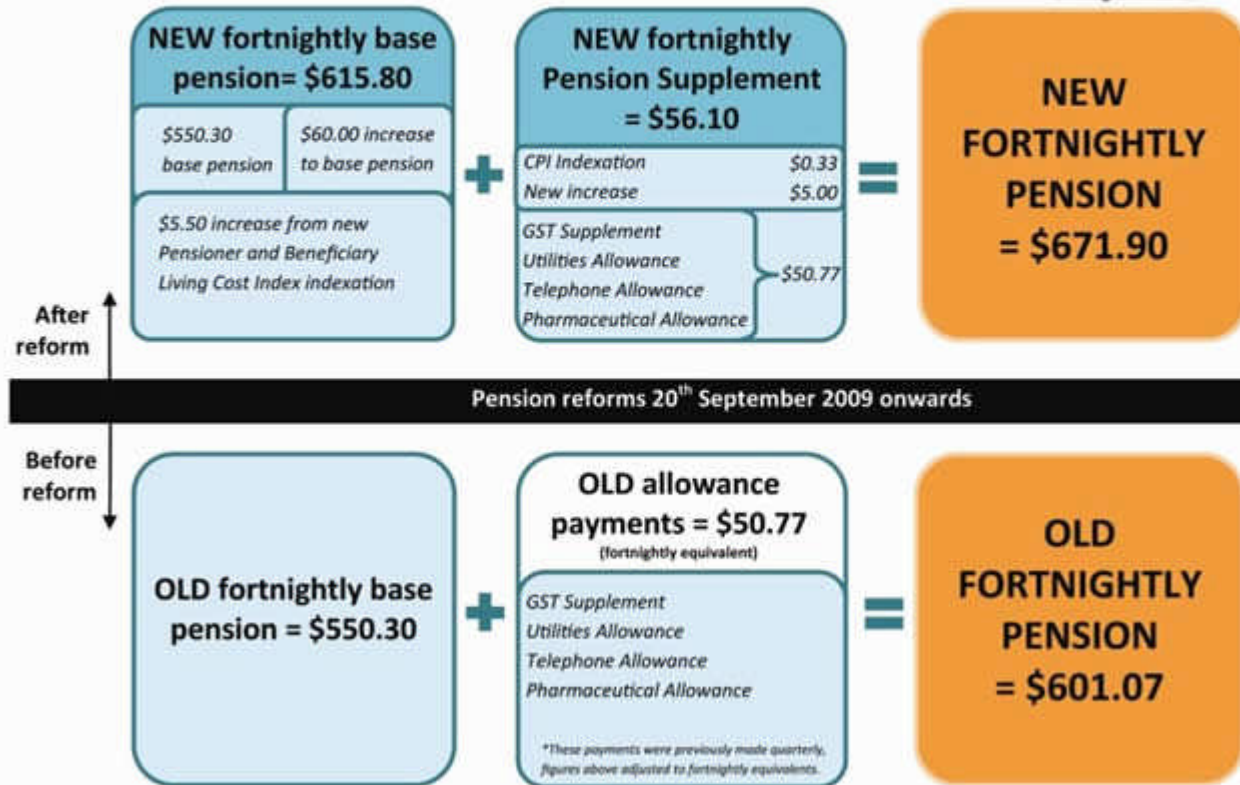 NEW fortnightly base
pension= $615.80
$550.30
base pension
$60.00 increase
to base pension
$5.50 increase from new
Pensioner and Beneficiary
Living Cost Index indexation
NEW fortnightly
Pension Supplement
= $56.10
CPI Indexation $0.33
New increase $5.00
GST Supplement
Utilities Allowance
Telephone Allowance
Pharmaceutical Allowance
$50.77
NEW
FORTNIGHTLY
PENSION
= $671.90
After
reform
Pension reforms 20th September 2009 onwards
Before
reform
OLD fortnightly base
pension = $550.30
OLD allowance
payments = $50.77
(fortnightly equivalent)
GST Supplement
Utilities Allowance
Telephone Allowance
Pharmaceutical Allowance
*These payments were previously made quarterly,
figures above adjusted to fortnightly equivalents.
OLD
FORTNIGHTLY
PENSION
= $601.07